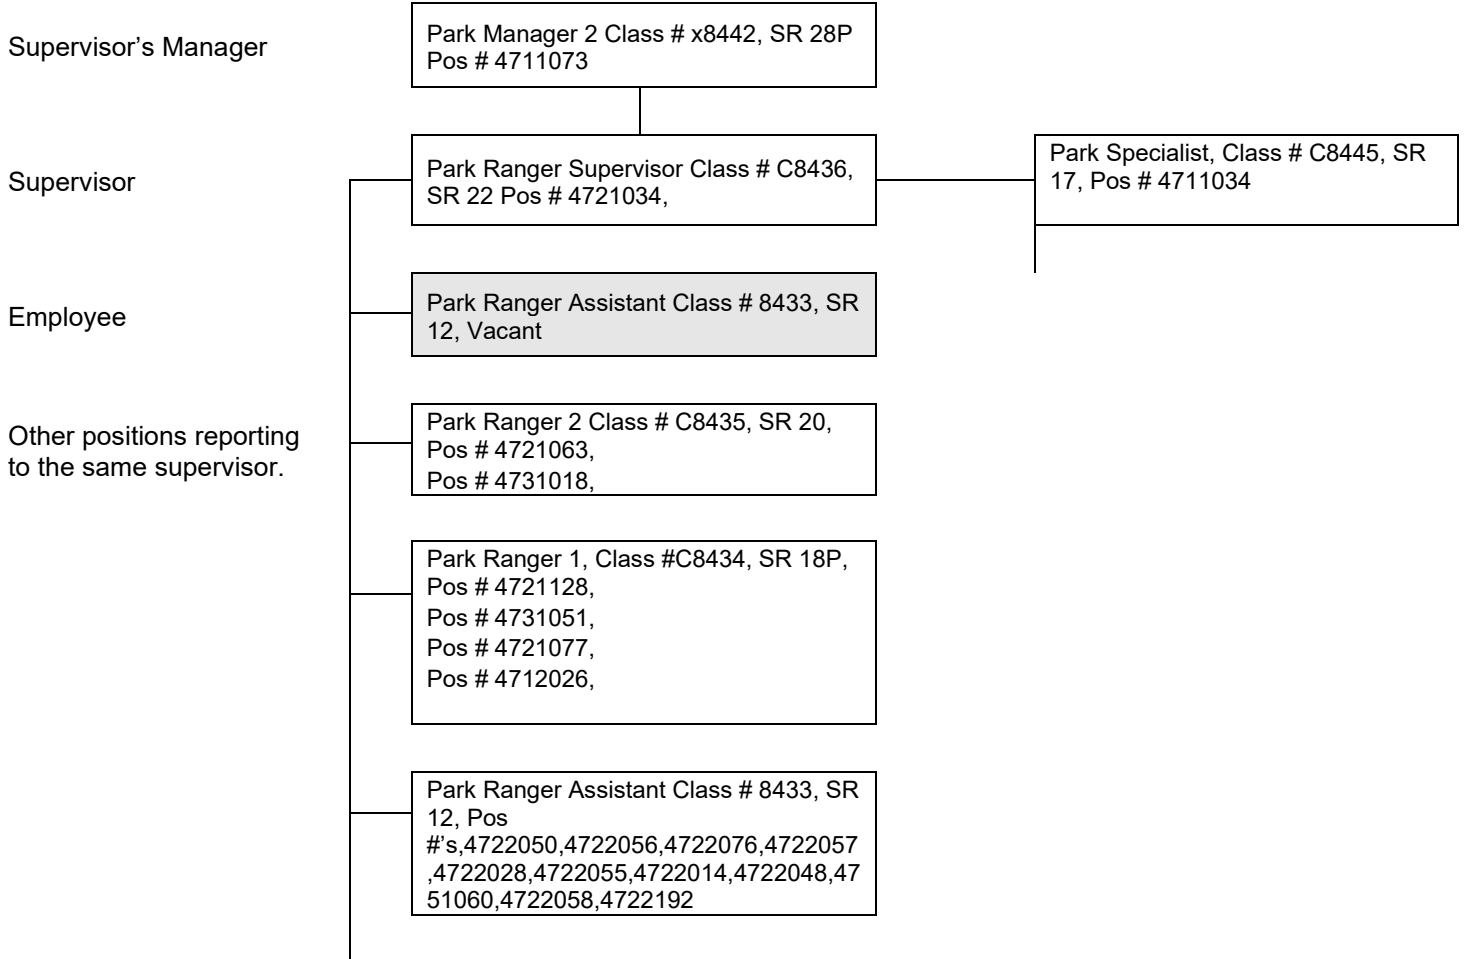 Supervisor’s Manager
Park Manager 2 Class # x8442, SR 28P
Pos # 4711073
Supervisor
Park Ranger Supervisor Class # C8436,
SR 22 Pos # 4721034,
Park Specialist, Class # C8445, SR
17, Pos # 4711034
Employee
Park Ranger Assistant Class # 8433, SR
12, Vacant
Other positions reporting
to the same supervisor.
Park Ranger 2 Class # C8435, SR 20,
Pos # 4721063,
Pos # 4731018,
Park Ranger 1, Class #C8434, SR 18P,
Pos # 4721128,
Pos # 4731051,
Pos # 4721077,
Pos # 4712026,
Park Ranger Assistant Class # 8433, SR
12, Pos
#’s,4722050,4722056,4722076,4722057
,4722028,4722055,4722014,4722048,47
51060,4722058,4722192